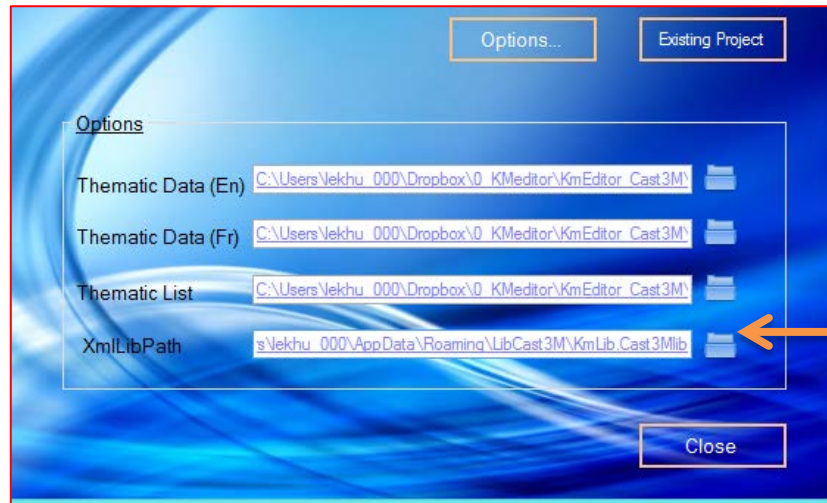 Options...
Existing Project
Options
Thematic Data (En) C:\Users\lekhu_000\Dropbox\0_KMeditor\KmEditor_Cast3M\
Thematic Data (Fr) C:\Users\lekhu_000\Dropbox\0_KMeditor\KmEditor_Cast3M\
Thematic List C:\Users\lekhu_000\Dropbox\0_KMeditor\KmEditor_Cast3M\
XmlLibPath s\lekhu_000\AppData\Roaming\LibCast3M\KmLib.Cast3Mlib
Close